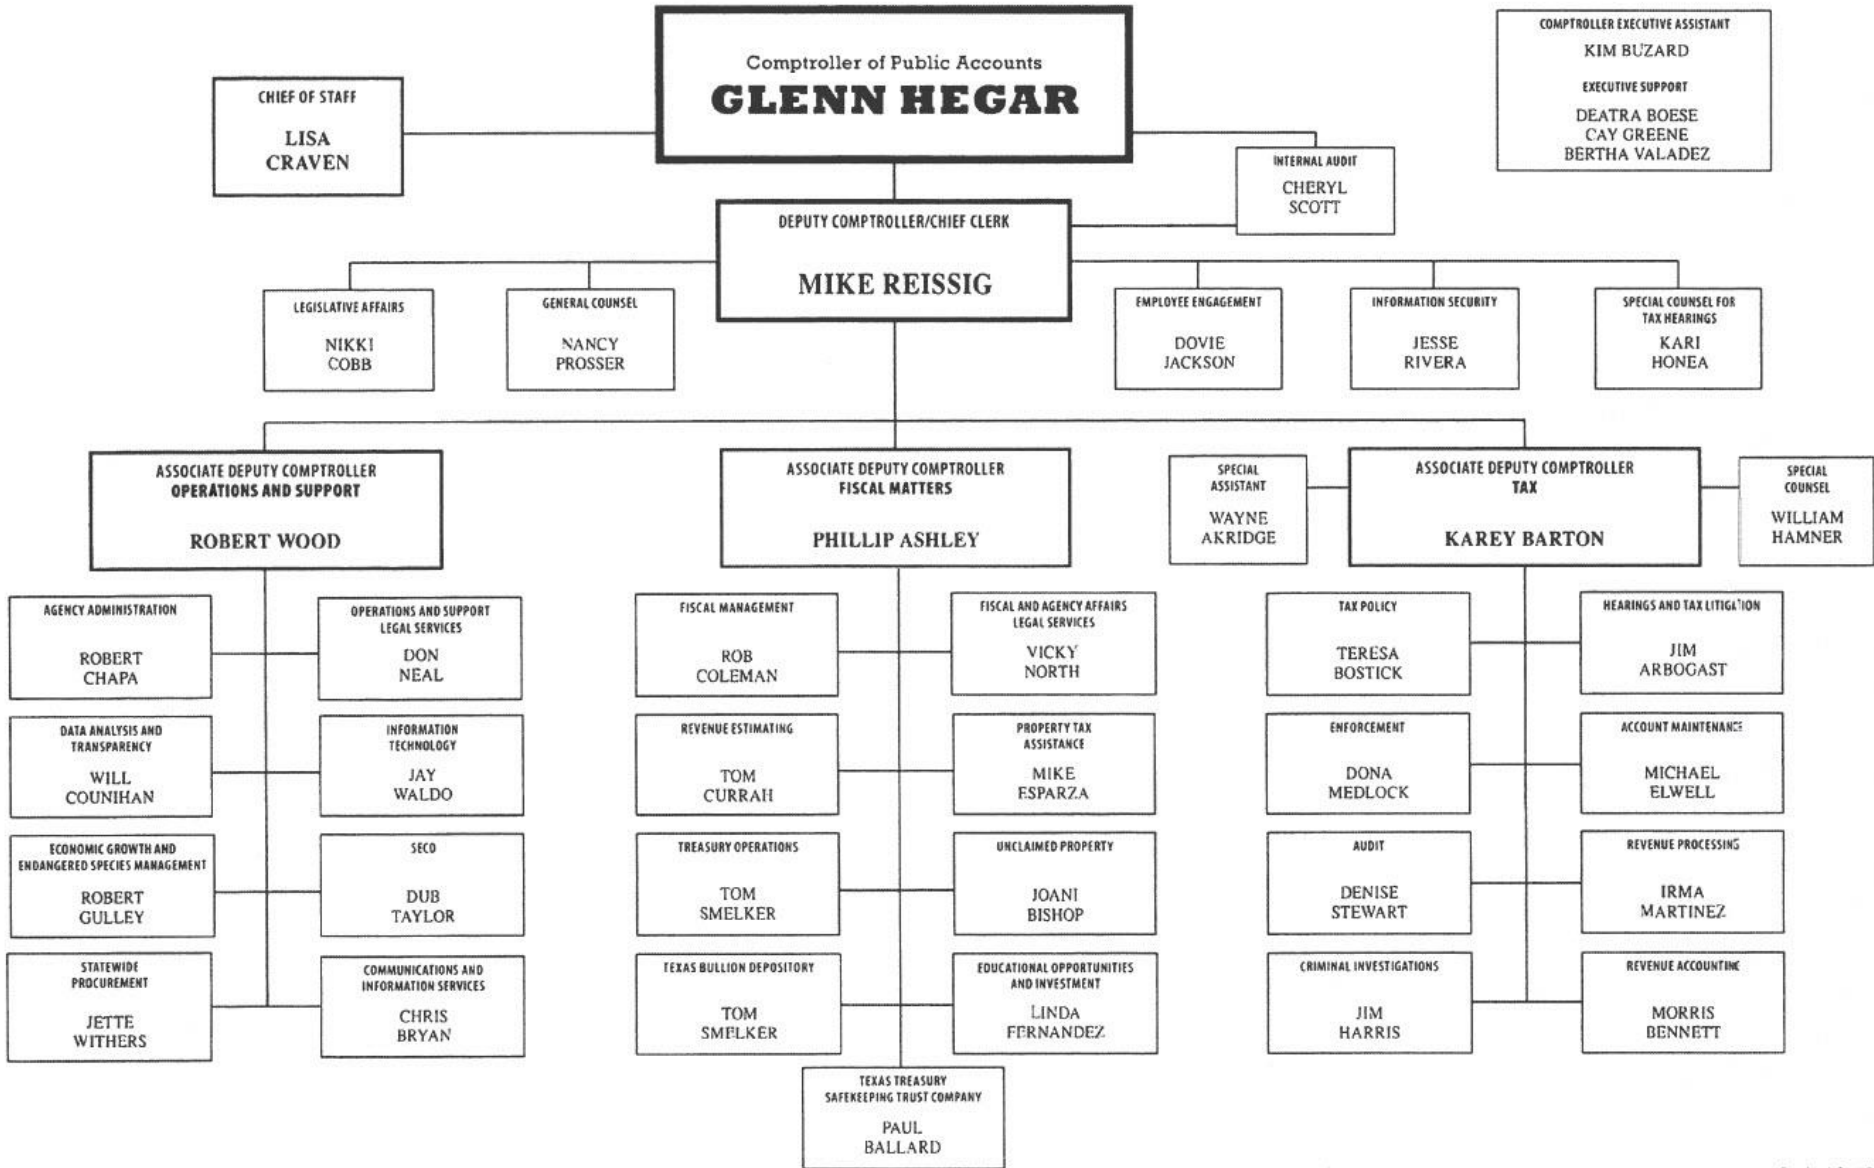 Comptroller of Public Accounts
GLENN HEGAR
CHIEF OF STAFF
LISA
CRAVEN
COMPTROLLER EXECUTIVE ASSISTANT
KIM BUZARD
EXECUTIVE SUPPORT
DEATRA BOESE
CAY GREENE
BERTHA VALADEZ
INTERNAL AUDIT
CHERYL
SCOTT
DEPUTY COMPTROLLER/CHIEF CLERK
MIKE REISSIG
LEGISLATIVE AFFAIRS
NIKKI
COBB
GENERAL COUNSEL
NANCY
PROSSER
EMPLOYEE ENGAGEMENT
DOVIE
JACKSON
INFORMATION SECURITY
JESSE
RIVERA
SPECIAL COUNSEL FOR
TAX HEARINGS
KARI
HONEA
ASSOCIATE DEPUTY COMPTROLLER
OPERATIONS AND SUPPORT
ROBERT WOOD
ASSOCIATE DEPUTY COMPTROLLER
FISCAL MATTERS
PHILLIP ASHLEY
SPECIAL
ASSISTANT
WAYNE
AKRIDGE
ASSOCIATE DEPUTY COMPTROLLER
TAX
KAREY BARTON
SPECIAL
COUNSEL
WILLIAM
HAMNER
AGENCY ADMINISTRATION
ROBERT
CHAPA
OPERATIONS AND SUPPORT
LEGAL SERVICES
DON
NEAL
DATA ANALYSIS AND
TRANSPARENCY
WILL
COUNIHAN
INFORMATION
TECHNOLOGY
JAY
WALDO
ECONOMIC GROWTH AND
ENDANGERED SPECIES MANAGEMENT
ROBERT
GULLEY
SECO
DUB
TAYLOR
STATEWIDE
PROCUREMENT
JETTE
WITHERS
COMMUNICATIONS AND
INFORMATION SERVICES
CHRIS
BRYAN
FISCAL MANAGEMENT
ROB
COLEMAN
FISCAL AND AGENCY AFFAIRS
LEGAL SERVICES
VICKY
NORTH
REVENUE ESTIMATING
TOM
CURRAH
PROPERTY TAX
ASSISTANCE
MIKE
ESPARZA
TREASURY OPERATIONS
TOM
SMELKER
UNCLAIMED PROPERTY
JOANI
BISHOP
TEXAS BULLION DEPOSITORY
TOM
SMELKER
EDUCATIONAL OPPORTUNITIES
AND INVESTMENT
LINDA
FERNANDEZ
TEXAS TREASURY
SAFEKEEPING TRUST COMPANY
PAUL
BALLARD
TAX POLICY
TERESA
BOSTICK
HEARINGS AND TAX LITIGATION
JIM
ARBOGAST
ENFORCEMENT
DONA
MEDLOCK
ACCOUNT MAINTENANCE
MICHAEL
ELWELL
AUDIT
DENISE
STEWART
REVENUE PROCESSING
IRMA
MARTINEZ
CRIMINAL INVESTIGATIONS
JIM
HARRIS
REVENUE ACCOUNTING
MORRIS
BENNETT